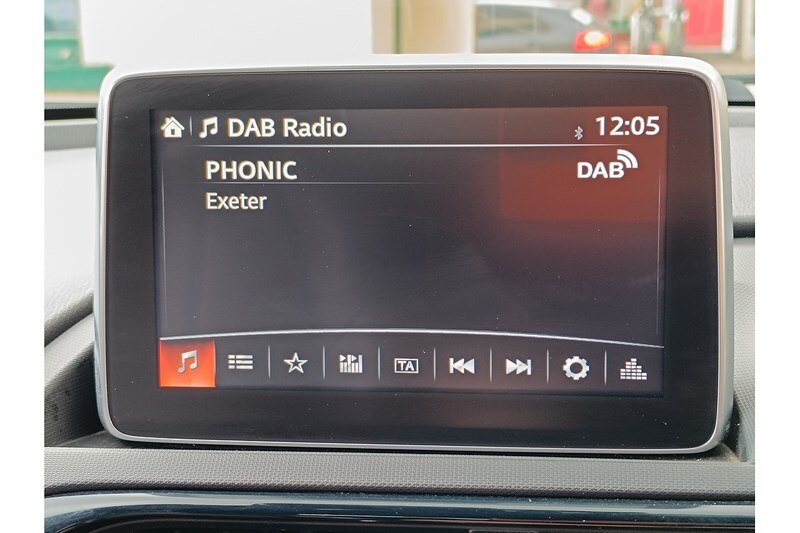 DAB Radio 12:05
PHONIC DAB
Exeter
TA